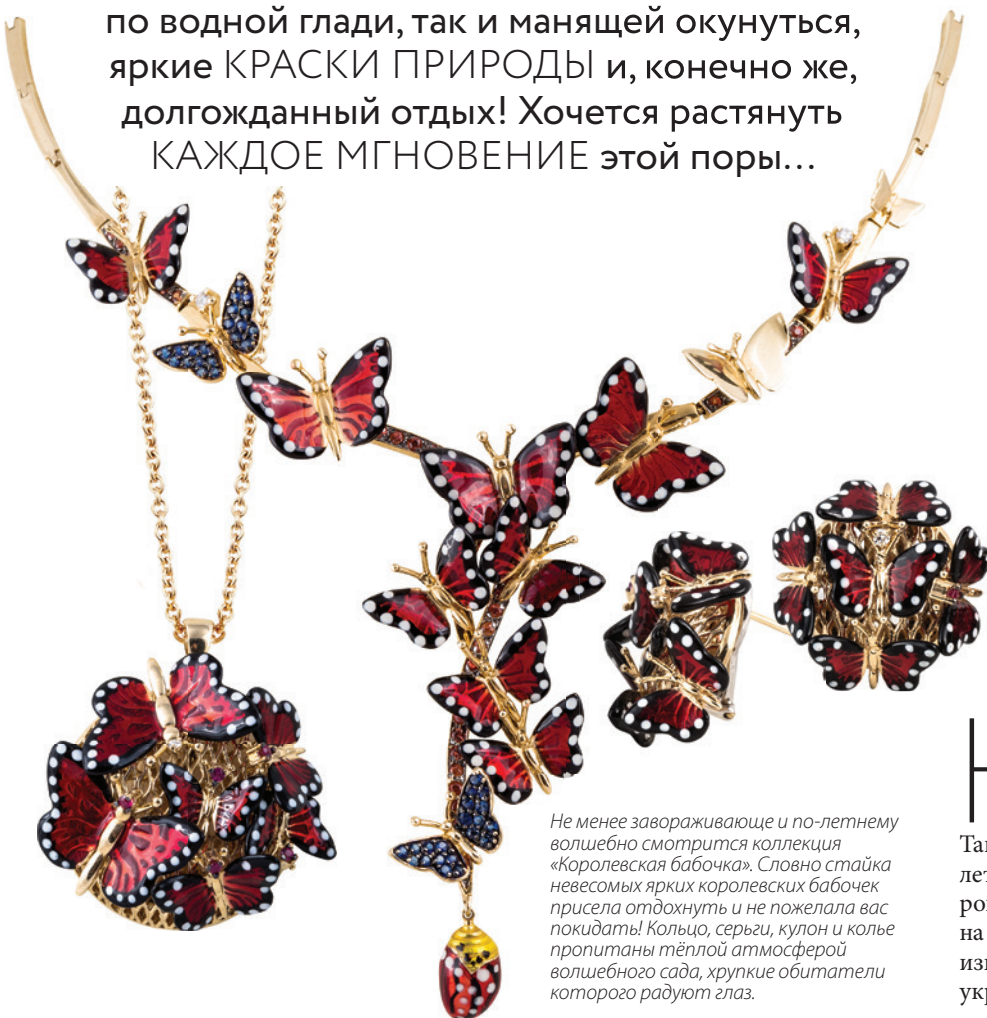 по водной глади, так и манящей окунуться,
яркие КРАСКИ ПРИРОДЫ и, конечно же,
долгожданный отдых! Хочется растянуть
КАЖДОЕ МГНОВЕНИЕ этой поры...
Не менее завораживающе и по-летнему
волшебно смотрится коллекция
«Королевская бабочка». Словно стайка
невесомых ярких королевских бабочек
присела отдохнуть и не пожелала вас
покидать! Кольцо, серьги, кулон и колье
пропитаны тёплой атмосферой
волшебного сада, хрупкие обитатели
которого радуют глаз.
лет
на